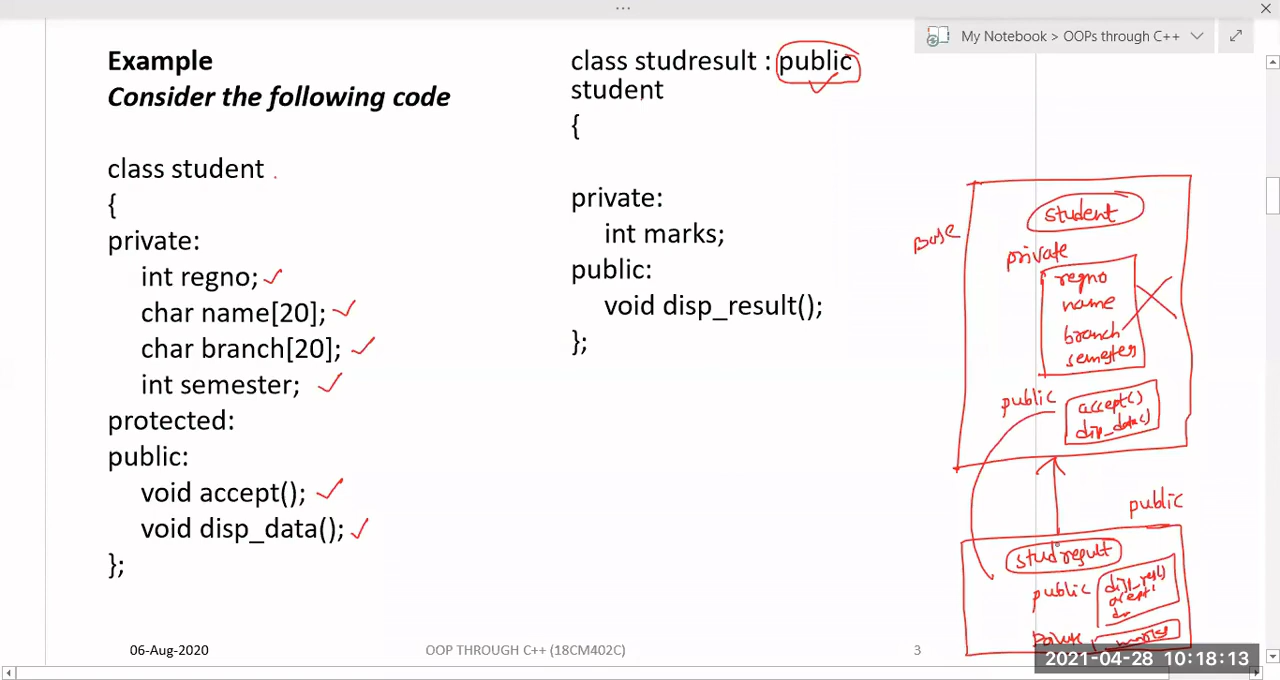 My Notebook > OOPs through C++
Example
Consider the following code
class student
{
private:
int regno;
char name[20];
char branch[20];
int semester;
protected:
public:
void accept();
void disp_data();
};
class studresult : public
student
{
private:
int marks;
public:
void disp_result();
};
Base
student
private
regno
name
branch
semester
public
accept()
disp_data()
public
studresult
public
private
06-Aug-2020
OOP THROUGH C++ (18CM402C)
3
2021-04-28 10:18:13